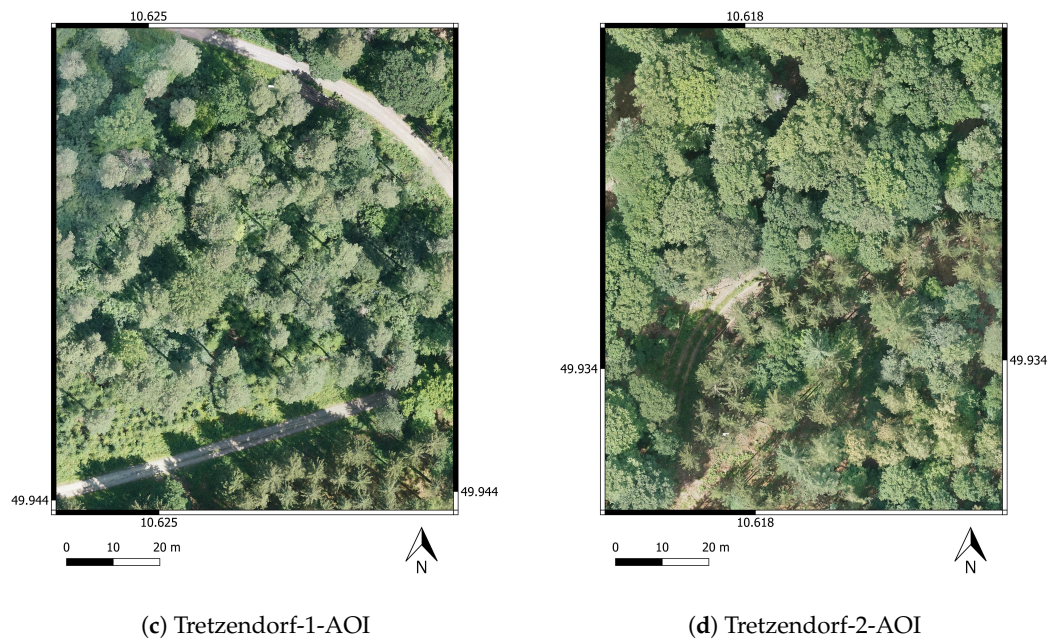 10.625
10.618
49.934
49.934
49.944
49.944
10.625
10.618
0 10 20 m
N
0 10 20 m
N
(c) Tretzendorf-1-AOI
(d) Tretzendorf-2-AOI